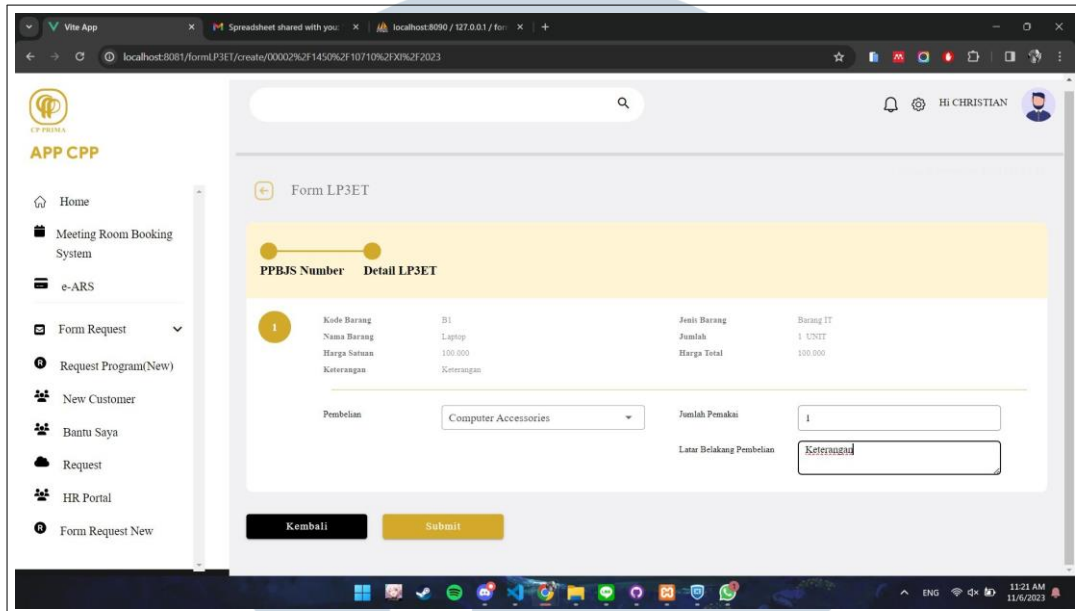 Vite App
Spreadsheet shared with you:
localhost:8090 / 127.0.0.1 / for
localhost:8081/formLP3ET/create/00002%2F1450%2F10710%2FX0%2F2023
CP PRIMA
APP CPP
Hi CHRISTIAN
Home
Meeting Room Booking
System
e-ARS
Form Request
Request Program(New)
New Customer
Bantu Saya
Request
HR Portal
Form Request New
Form LP3ET
PPBJS Number
Detail LP3ET
1
Kode Barang
B1
Jenis Barang
Barang IT
Nama Barang
Laptop
Jumlah
1 UNIT
Harga Satuan
100.000
Harga Total
100.000
Keterangan
Keterangan
Pembelian
Computer Accessories
Jumlah Pemakai
1
Latar Belakang Pembelian
Keterangan
Kembali
Submit
ENG
11:21 AM
11/6/2023